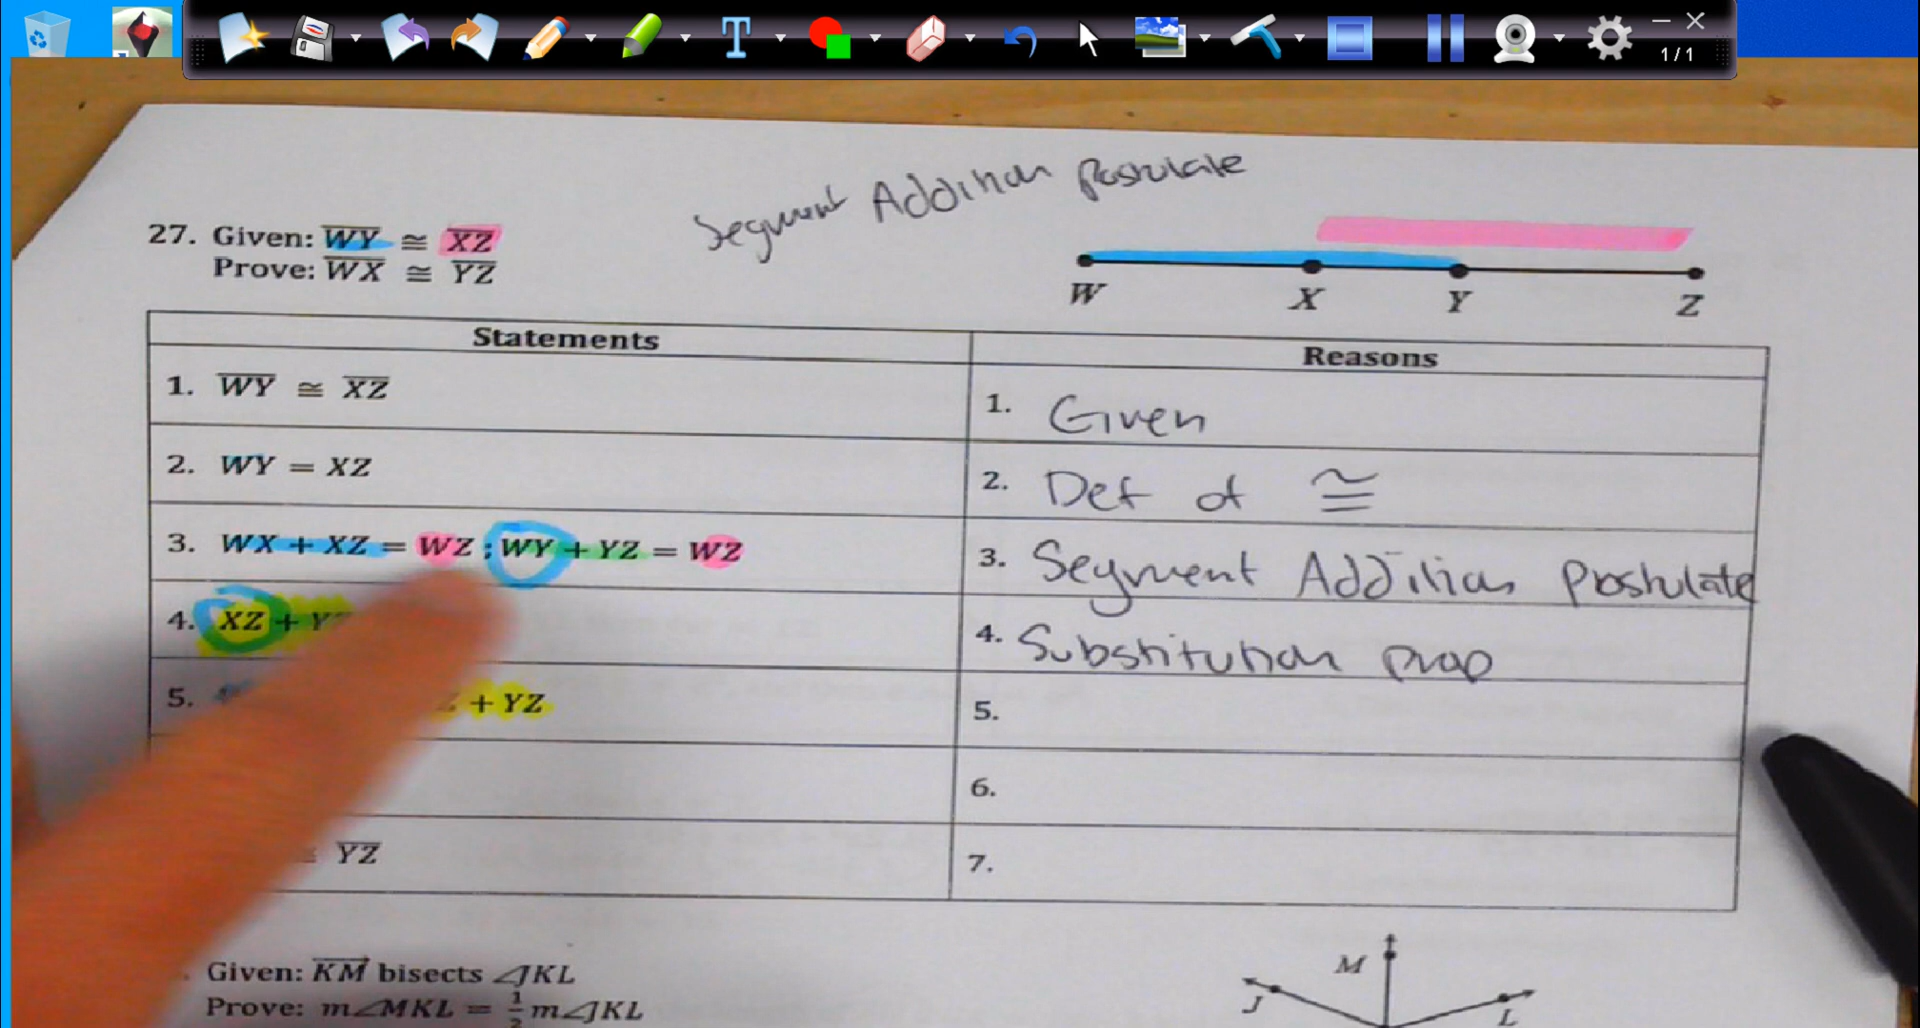 1/1
Segment Addition Postulate
27. Given: WY ≅ XZ
Prove: WX ≅ YZ
W X Y Z
Statements Reasons
1. WY ≅ XZ 1. Given
2. WY = XZ 2. Def of ≅
3. WX + XZ = WZ ; WY + YZ = WZ 3. Segment Addition Postulate
4. XZ + 4. Substitution prop
5. + YZ 5.
6.
≅ YZ 7.
Given: KM bisects ∠JKL
Prove: m∠MKL = 1/2 m∠JKL
M
J L